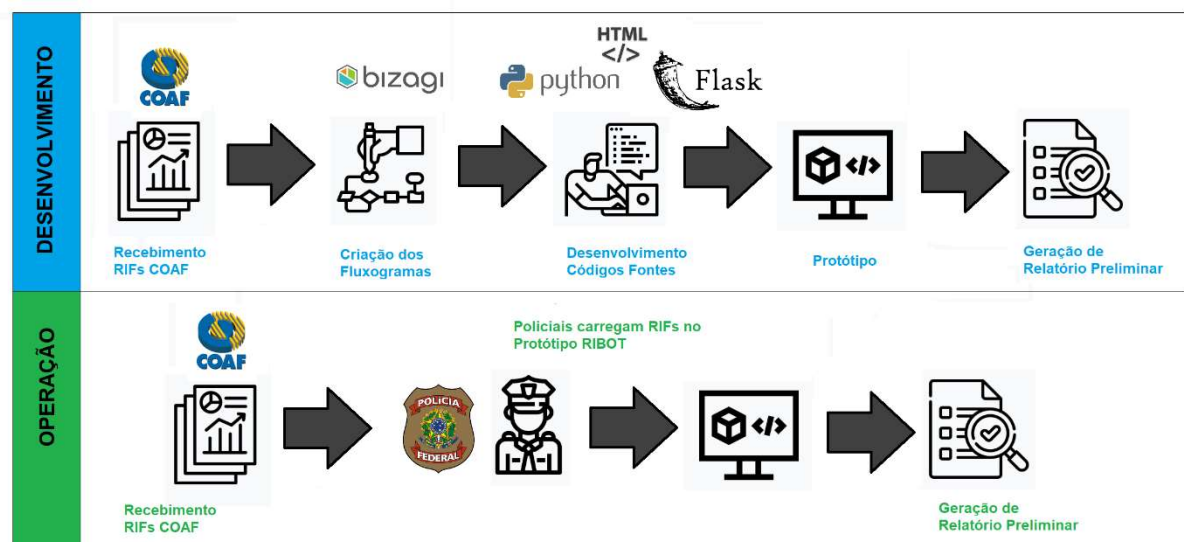 DESENVOLVIMENTO
COAF
bizagi
HTML
</>
python
Flask
</>
Recebimento
RIFs COAF
Criação dos
Fluxogramas
Desenvolvimento
Códigos Fontes
Protótipo
Geração de
Relatório Preliminar
OPERAÇÃO
COAF
Policiais carregam RIFs no
Protótipo RIBOT
POLÍCIA
FEDERAL
</>
Recebimento
RIFs COAF
Geração de
Relatório Preliminar